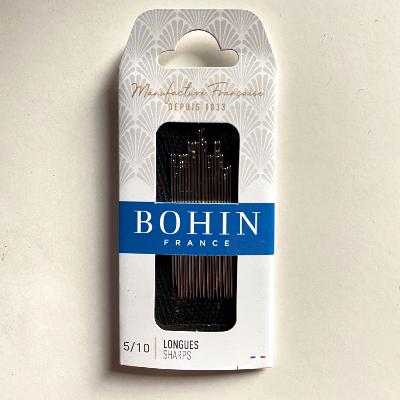 Manufacture Française
DEPUIS 1833
BOHIN
FRANCE
5/10
LONGUES
SHARPS